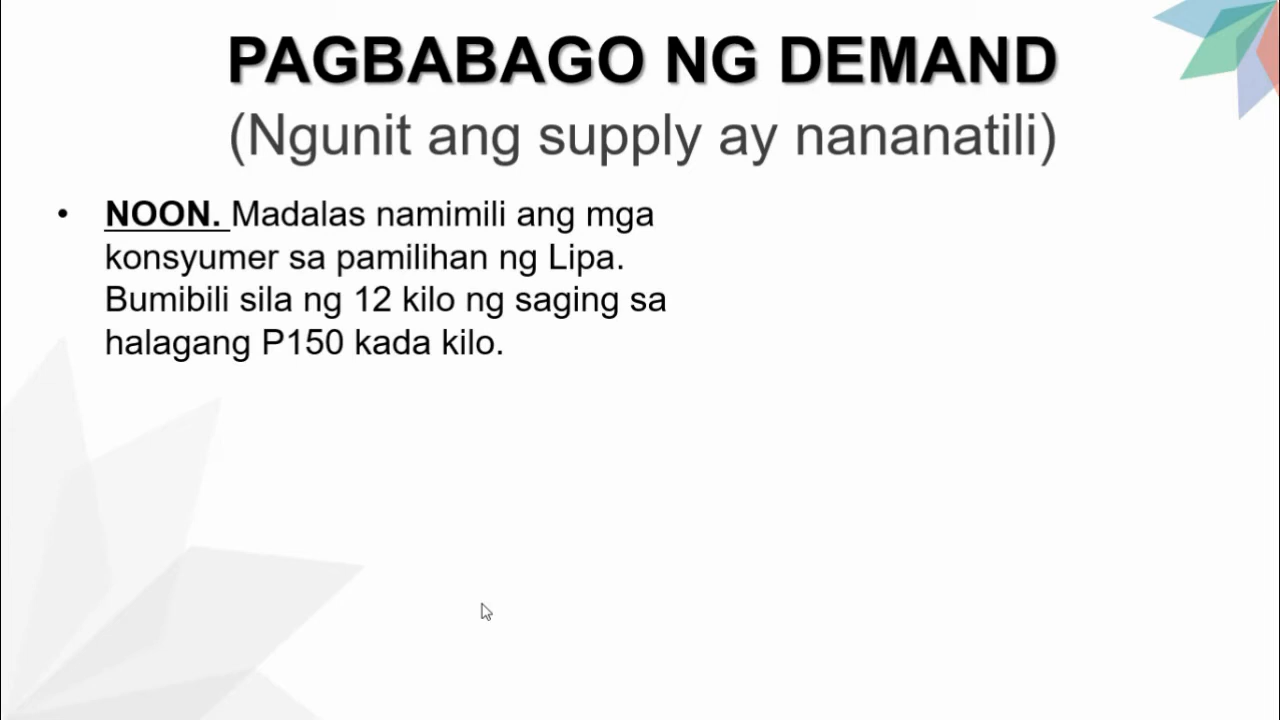 PAGBABAGO NG DEMAND
(Ngunit ang supply ay nananatili)
• NOON. Madalas namimili ang mga
konsyumer sa pamilihan ng Lipa.
Bumibili sila ng 12 kilo ng saging sa
halagang P150 kada kilo.